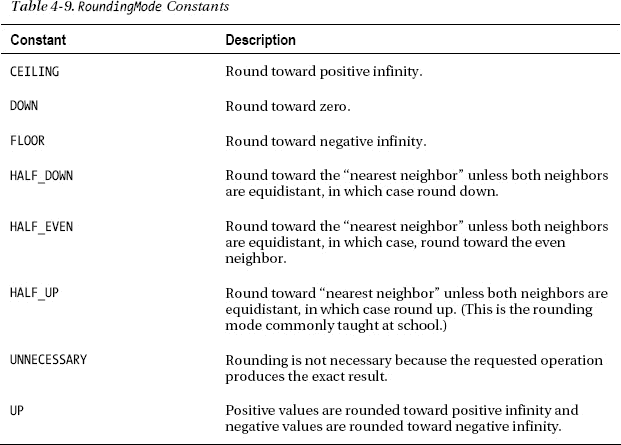 Table 4-9. RoundingMode Constants
Constant Description
CEILING Round toward positive infinity.
DOWN Round toward zero.
FLOOR Round toward negative infinity.
HALF_DOWN Round toward the “nearest neighbor” unless both neighbors
are equidistant, in which case round down.
HALF_EVEN Round toward the “nearest neighbor” unless both neighbors
are equidistant, in which case, round toward the even
neighbor.
HALF_UP Round toward “nearest neighbor” unless both neighbors are
equidistant, in which case round up. (This is the rounding
mode commonly taught at school.)
UNNECESSARY Rounding is not necessary because the requested operation
produces the exact result.
UP Positive values are rounded toward positive infinity and
negative values are rounded toward negative infinity.